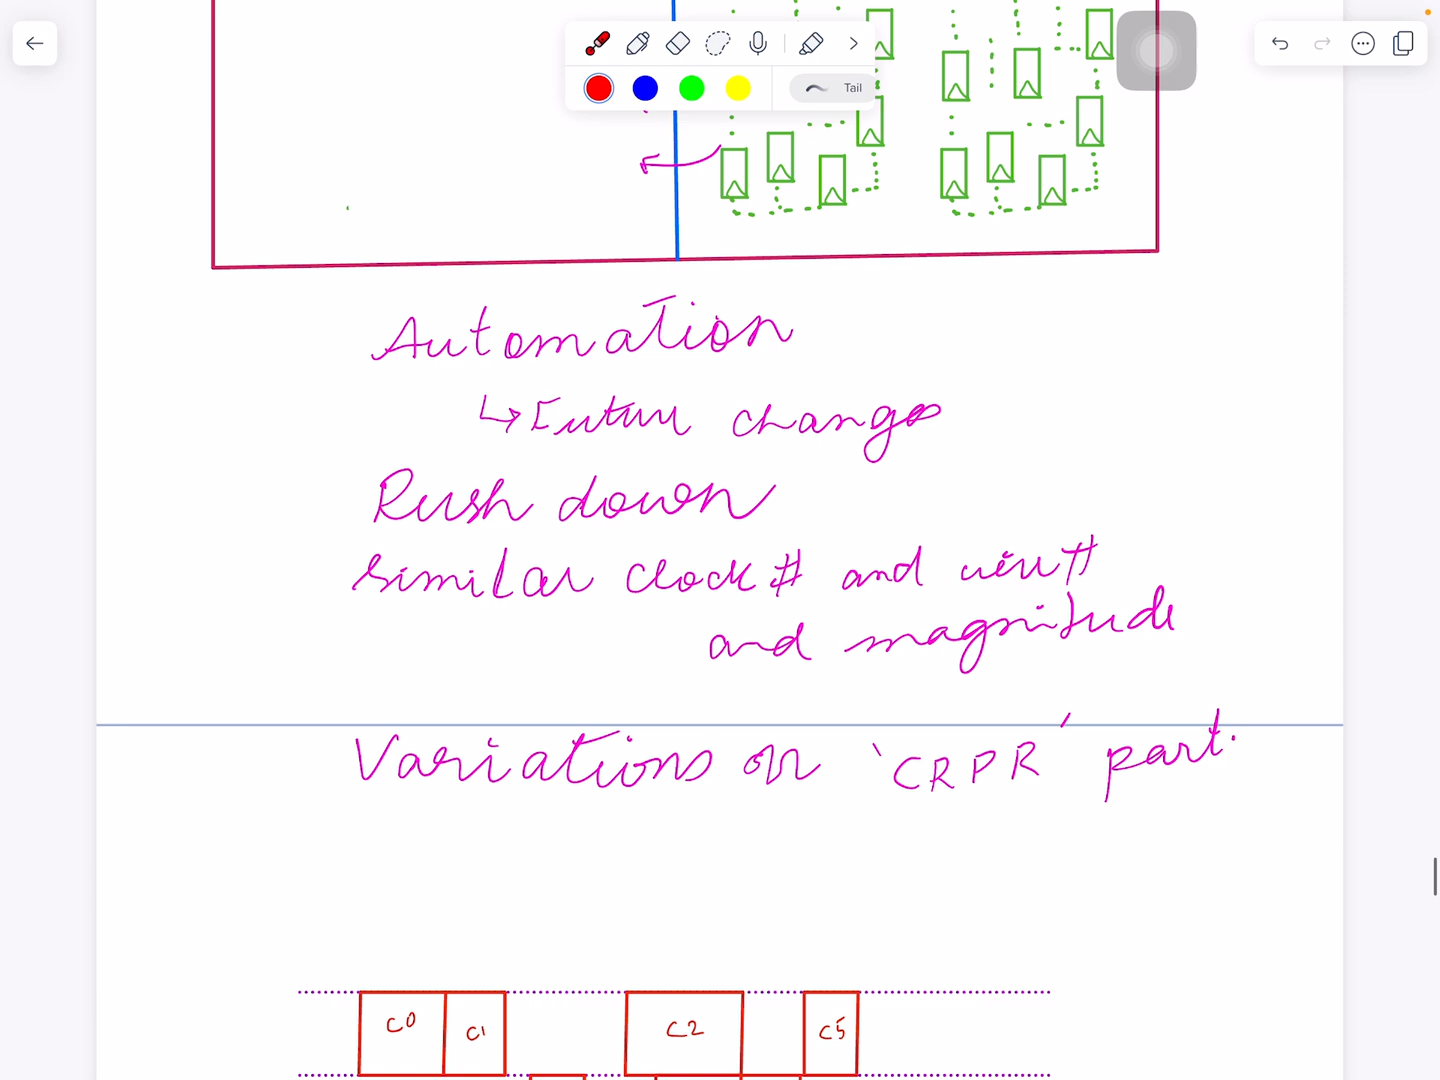 Tail
Automation
↳ Future changes
Rush down
Similar clock # and view #
and magnitude
Variations on 'CRPR' part.
C0 C1 C2 C5